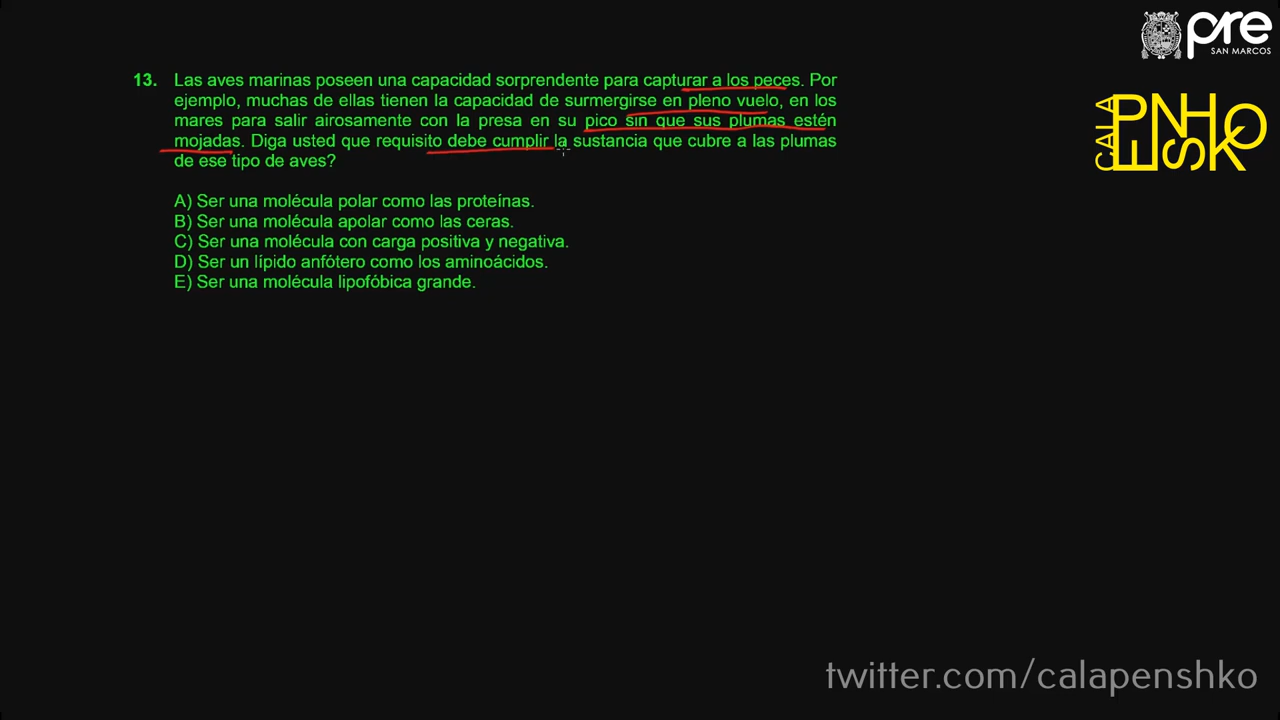 pre
SAN MARCOS
CALA
PENSHKO
13. Las aves marinas poseen una capacidad sorprendente para capturar a los peces. Por
ejemplo, muchas de ellas tienen la capacidad de surmergirse en pleno vuelo, en los
mares para salir airosamente con la presa en su pico sin que sus plumas estén
mojadas. Diga usted que requisito debe cumplir la sustancia que cubre a las plumas
de ese tipo de aves?
A) Ser una molécula polar como las proteínas.
B) Ser una molécula apolar como las ceras.
C) Ser una molécula con carga positiva y negativa.
D) Ser un lípido anfótero como los aminoácidos.
E) Ser una molécula lipofóbica grande.
twitter.com/calapenshko